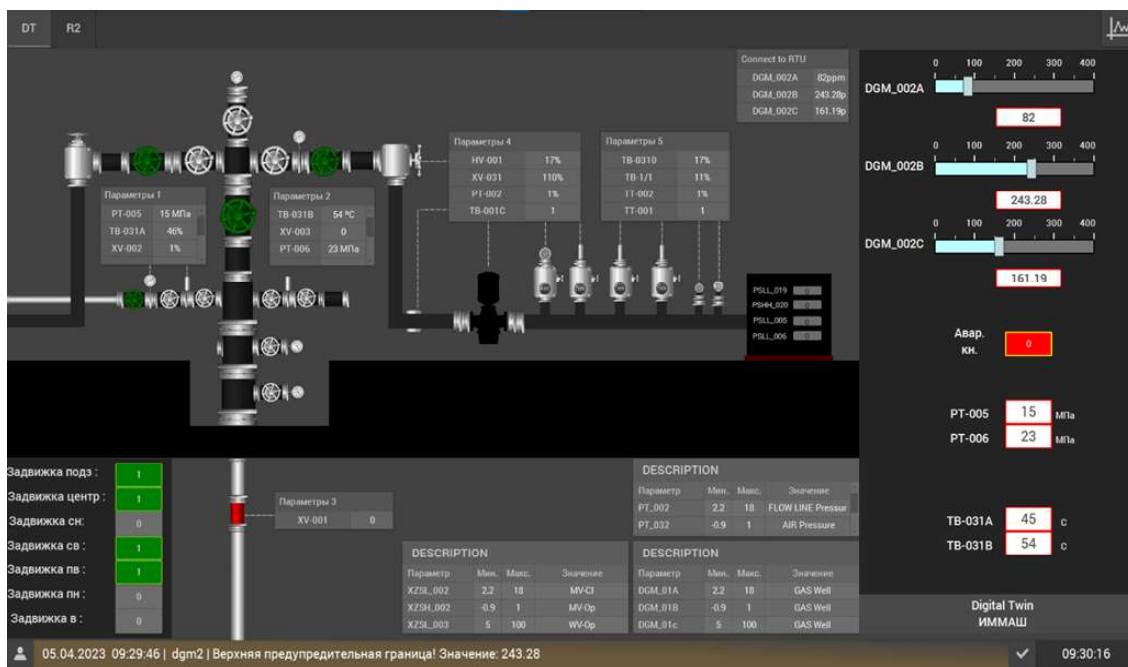 DT R2
Connect to RTU
DGM_002A 82ppm
DGM_002B 243.28p
DGM_002C 161.19p
0 100 200 300 400
DGM_002A
82
0 100 200 300 400
DGM_002B
243.28
0 100 200 300 400
DGM_002C
161.19
Параметры 4
HV-001 17%
XV-031 110%
PT-002 1%
TB-001C 1
Параметры 5
TB-0310 17%
TB-1/1 11%
TT-002 1%
TT-001 1
Параметры 1
PT-005 15 МПа
TB-031A 46%
XV-002 1%
Параметры 2
TB-031B 54 ºC
XV-003 0
PT-006 23 МПа
PSLL_019 0
PSHH_020 0
PSLL_005 0
PSLL_006 0
Авар.
кн.
0
PT-005 15 МПа
PT-006 23 МПа
TB-031A 45 c
TB-031B 54 c
Задвижка подз : 1
Задвижка центр : 1
Задвижка сн: 0
Задвижка св : 1
Задвижка пв : 1
Задвижка пн : 0
Задвижка в : 0
Параметры 3
XV-001 0
DESCRIPTION
Параметр Мин. Макс. Значение
PT_002 2.2 18 FLOW LINE Pressur
PT_032 -0.9 1 AIR Pressure
DESCRIPTION
Параметр Мин. Макс. Значение
XZSL_002 2.2 18 MV-Cl
XZSH_002 -0.9 1 MV-Op
XZSL_003 5 100 WV-Op
DESCRIPTION
Параметр Мин. Макс. Значение
DGM_01A 2.2 18 GAS Well
DGM_01B -0.9 1 GAS Well
DGM_01c 5 100 GAS Well
Digital Twin
ИММАШ
05.04.2023 09:29:46 | dgm2 | Верхняя предупредительная граница! Значение: 243.28
09:30:16